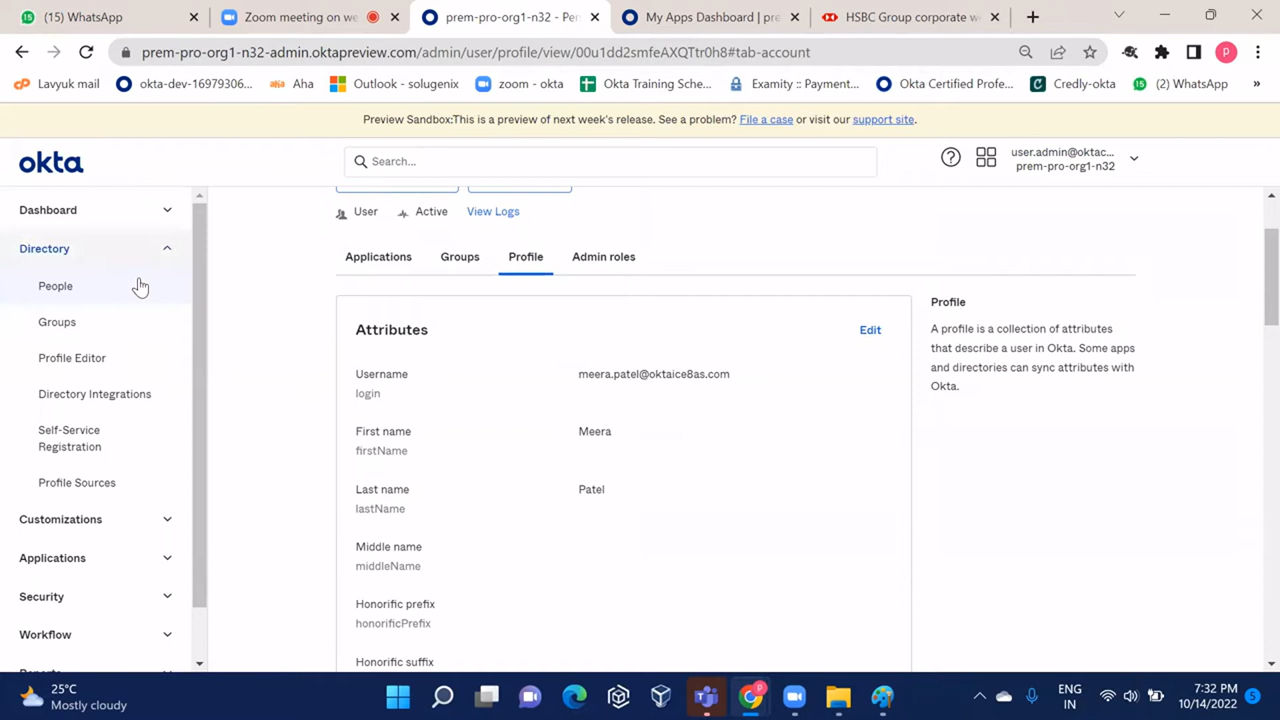 (15) WhatsApp
Zoom meeting on we
prem-pro-org1-n32 - Per
My Apps Dashboard | pre
HSBC Group corporate w
prem-pro-org1-n32-admin.oktapreview.com/admin/user/profile/view/00u1dd2smfeAXQTtr0h8#tab-account
P
Lavyuk mail
okta-dev-16979305...
Aha
Outlook - solugenix
zoom - okta
Okta Training Sche...
Examity :: Payment...
Okta Certified Profe...
Credly-okta
(2) WhatsApp
»
Preview Sandbox:This is a preview of next week's release. See a problem? File a case or visit our support site.
okta
Search...
user.admin@oktac...
prem-pro-org1-n32
Dashboard
Directory
People
Groups
Profile Editor
Directory Integrations
Self-Service
Registration
Profile Sources
Customizations
Applications
Security
Workflow
User
Active
View Logs
Applications
Groups
Profile
Admin roles
Attributes
Edit
Username
meera.patel@oktaice8as.com
login
First name
Meera
firstName
Last name
Patel
lastName
Middle name
middleName
Honorific prefix
honorificPrefix
Honorific suffix
Profile
A profile is a collection of attributes
that describe a user in Okta. Some apps
and directories can sync attributes with
Okta.
25°C
Mostly cloudy
ENG
IN
7:32 PM
10/14/2022
5